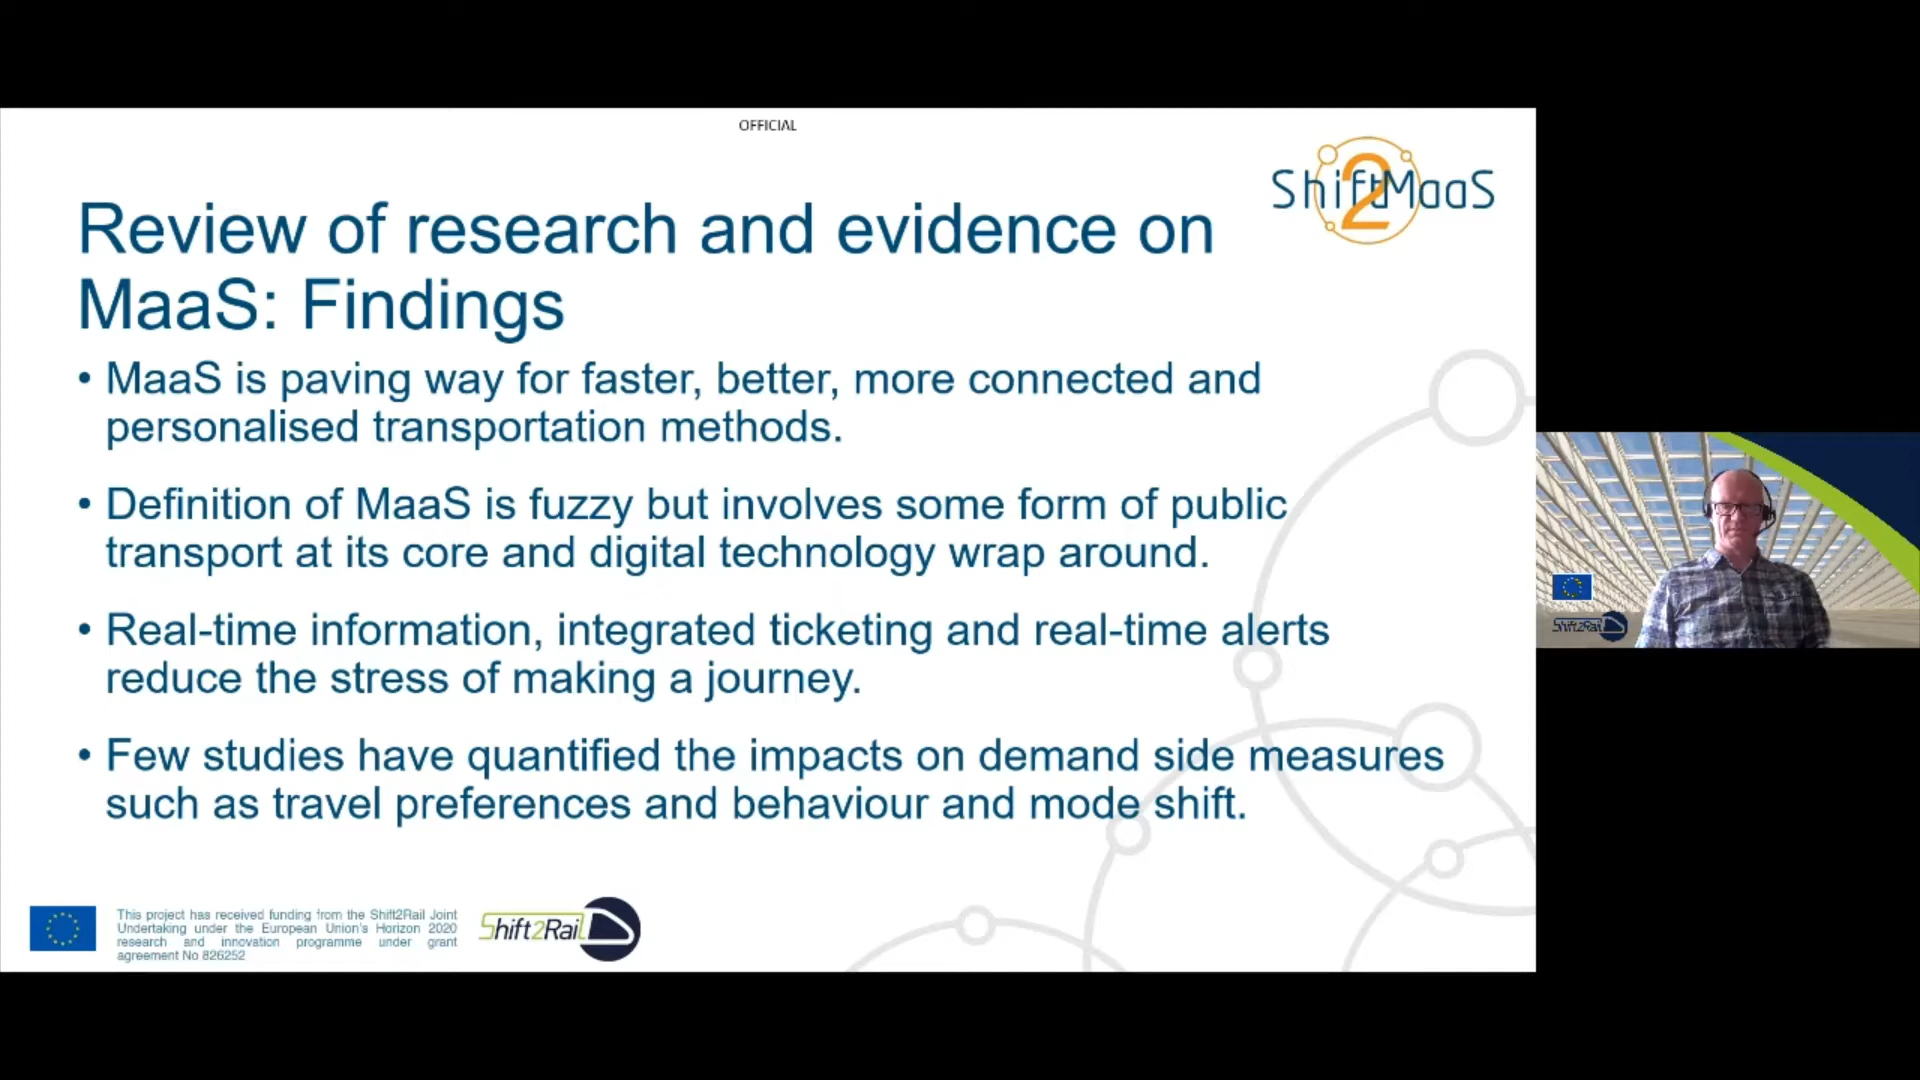 OFFICIAL
Shift2MaaS
Review of research and evidence on
MaaS: Findings
• MaaS is paving way for faster, better, more connected and
personalised transportation methods.
• Definition of MaaS is fuzzy but involves some form of public
transport at its core and digital technology wrap around.
• Real-time information, integrated ticketing and real-time alerts
reduce the stress of making a journey.
• Few studies have quantified the impacts on demand side measures
such as travel preferences and behaviour and mode shift.
This project has received funding from the Shift2Rail Joint
Undertaking under the European Union's Horizon 2020
research and innovation programme under grant
agreement No 826252
Shift2Rail
Shift2Rail